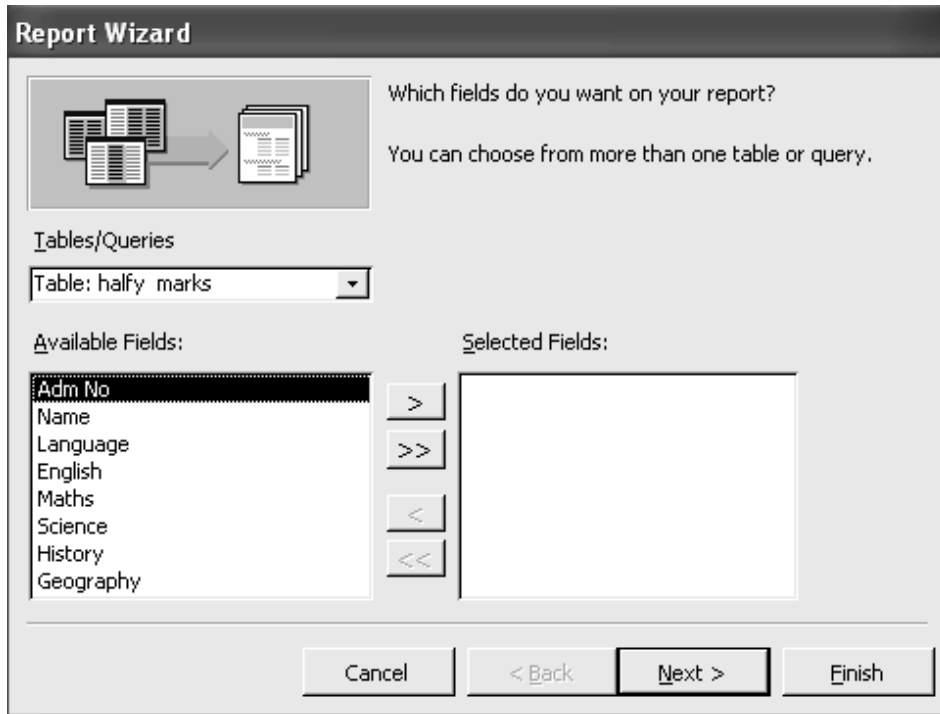 Report Wizard
Which fields do you want on your report?
You can choose from more than one table or query.
Tables/Queries
Table: halfy  marks
Available Fields:
Selected Fields:
Adm No
Name
Language
English
Maths
Science
History
Geography
>
>>
<
<<
Cancel
< Back
Next >
Finish